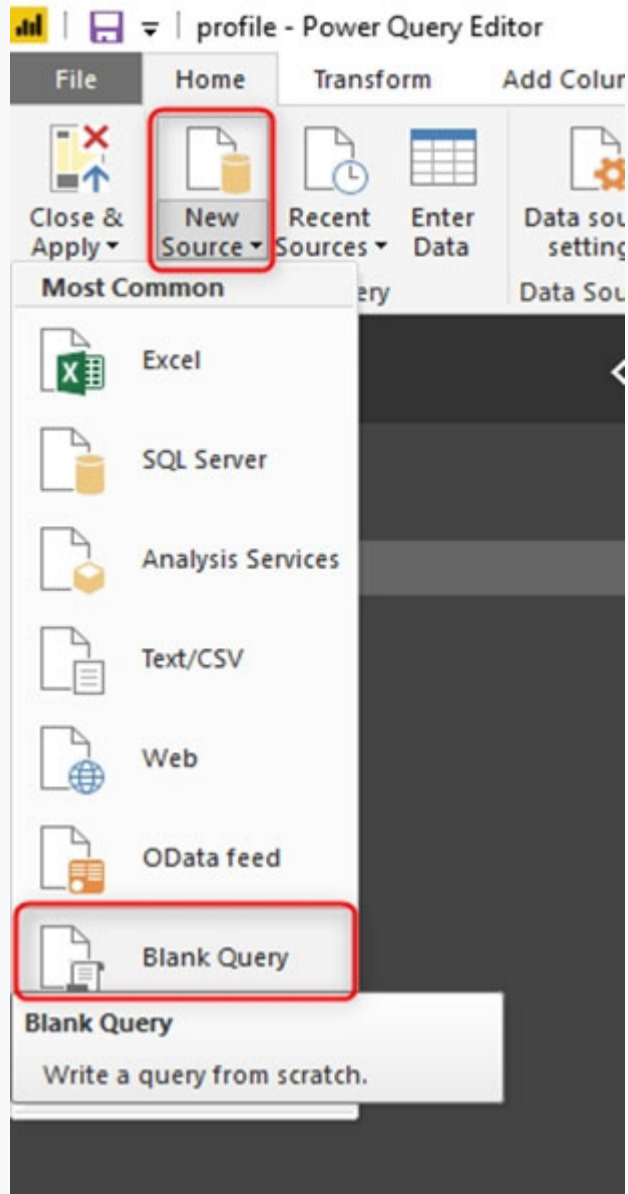 profile - Power Query Editor
File Home Transform Add Colum
Close & Apply
New Source
Recent Sources
Enter Data
Data sou
setting
ery
Data Sou
Most Common
Excel
SQL Server
Analysis Services
Text/CSV
Web
OData feed
Blank Query
Blank Query
Write a query from scratch.